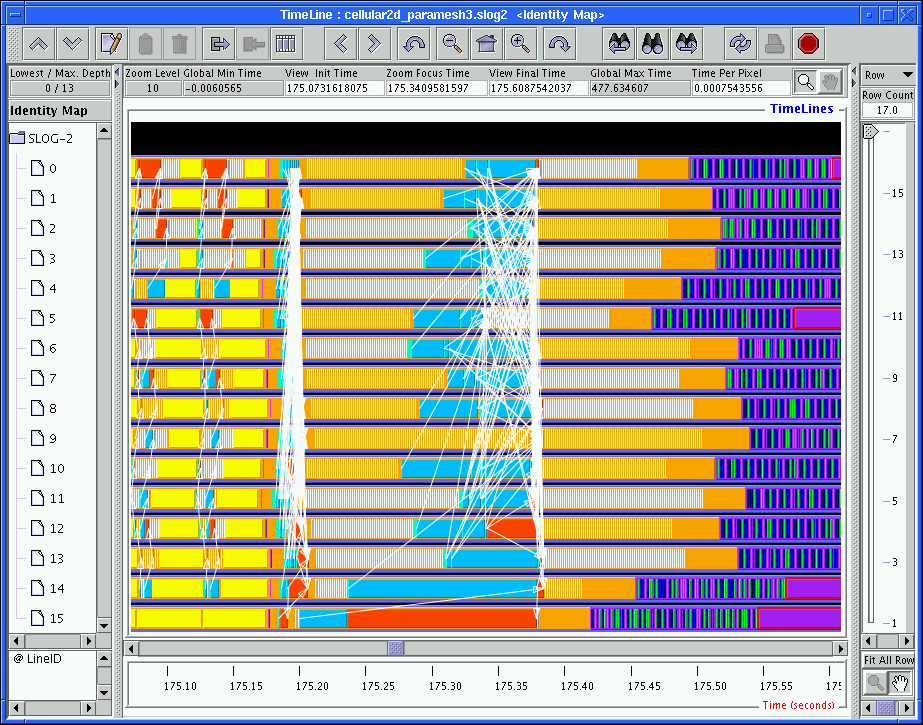 TimeLine : cellular2d_paramesh3.slog2 <Identity Map>
Lowest / Max. Depth
0 / 13
Zoom Level
10
Global Min Time
-0.0060565
View Init Time
175.0731618075
Zoom Focus Time
175.3409581597
View Final Time
175.6087542037
Global Max Time
477.634607
Time Per Pixel
0.0007543556
Row
Row Count
17.0
Identity Map
TimeLines
SLOG-2
0
1
2
3
4
5
6
7
8
9
10
11
12
13
14
15
15
13
11
9
7
5
3
1
@ LineID
Fit All Row
175.10
175.10
175.20
175.20
175.30
175.35
175.40
175.45
175.50
175.55
Time (seconds)